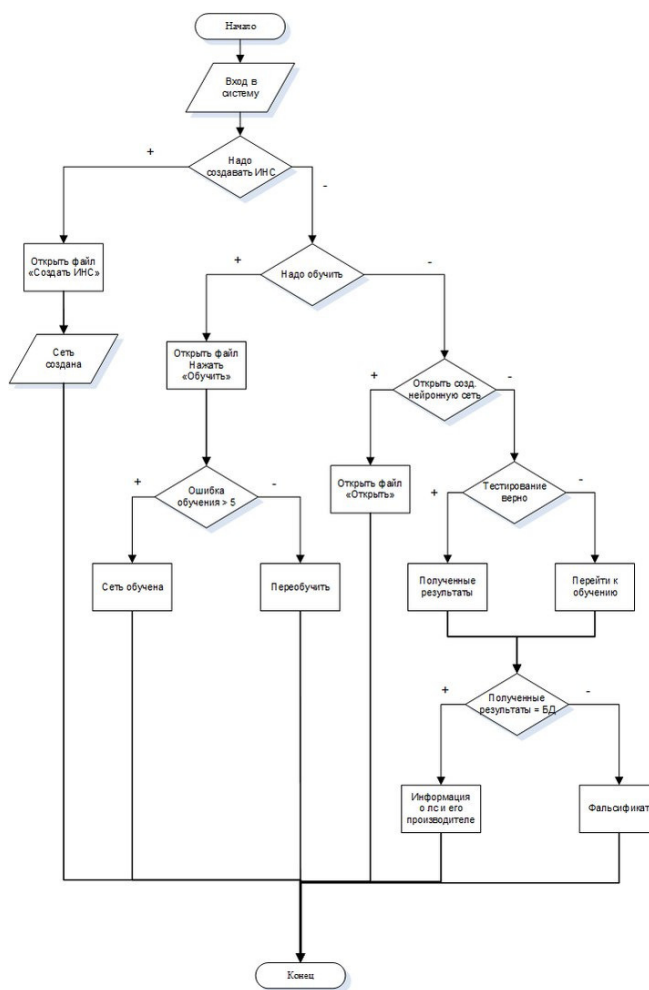 Начало
Вход в
систему
+
Надо
создавать ИНС
-
Открыть файл
«Создать ИНС»
+
Надо обучить
-
Сеть
создана
Открыть файл
Нажать
«Обучить»
+
Открыть созд.
нейронную сеть
-
+
Ошибка
обучения > 5
-
Открыть файл
«Открыть»
+
Тестирование
верно
-
Сеть обучена
Переобучить
Полученные
результаты
Перейти к
обучению
+
Полученные
результаты = БД
-
Информация
о лс и его
производителе
Фальсификат
Конец